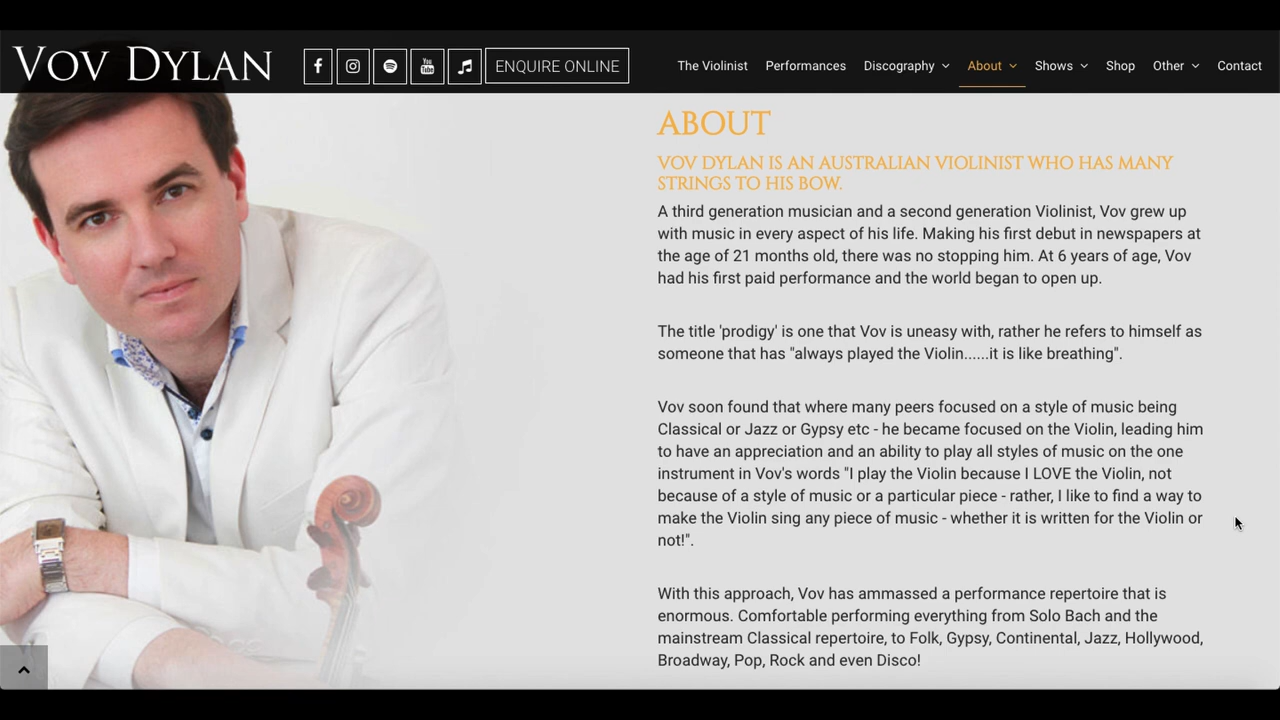 VOV DYLAN
You Tube
ENQUIRE ONLINE
The Violinist Performances Discography About Shows Shop Other Contact
ABOUT
VOV DYLAN IS AN AUSTRALIAN VIOLINIST WHO HAS MANY
STRINGS TO HIS BOW.
A third generation musician and a second generation Violinist, Vov grew up
with music in every aspect of his life. Making his first debut in newspapers at
the age of 21 months old, there was no stopping him. At 6 years of age, Vov
had his first paid performance and the world began to open up.
The title 'prodigy' is one that Vov is uneasy with, rather he refers to himself as
someone that has "always played the Violin......it is like breathing".
Vov soon found that where many peers focused on a style of music being
Classical or Jazz or Gypsy etc - he became focused on the Violin, leading him
to have an appreciation and an ability to play all styles of music on the one
instrument in Vov's words "I play the Violin because I LOVE the Violin, not
because of a style of music or a particular piece - rather, I like to find a way to
make the Violin sing any piece of music - whether it is written for the Violin or
not!".
With this approach, Vov has ammassed a performance repertoire that is
enormous. Comfortable performing everything from Solo Bach and the
mainstream Classical repertoire, to Folk, Gypsy, Continental, Jazz, Hollywood,
Broadway, Pop, Rock and even Disco!